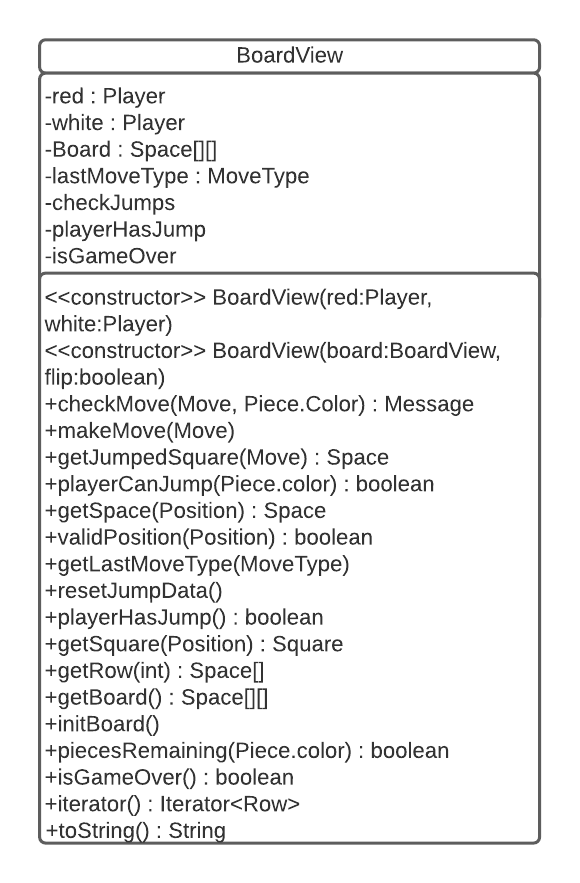 BoardView
-red : Player
-white : Player
-Board : Space[][]
-lastMoveType : MoveType
-checkJumps
-playerHasJump
-isGameOver
<<constructor>> BoardView(red:Player,
white:Player)
<<constructor>> BoardView(board:BoardView,
flip:boolean)
+checkMove(Move, Piece.Color) : Message
+makeMove(Move)
+getJumpedSquare(Move) : Space
+playerCanJump(Piece.color) : boolean
+getSpace(Position) : Space
+validPosition(Position) : boolean
+getLastMoveType(MoveType)
+resetJumpData()
+playerHasJump() : boolean
+getSquare(Position) : Square
+getRow(int) : Space[]
+getBoard() : Space[][]
+initBoard()
+piecesRemaining(Piece.color) : boolean
+isGameOver() : boolean
+iterator() : Iterator<Row>
+toString() : String